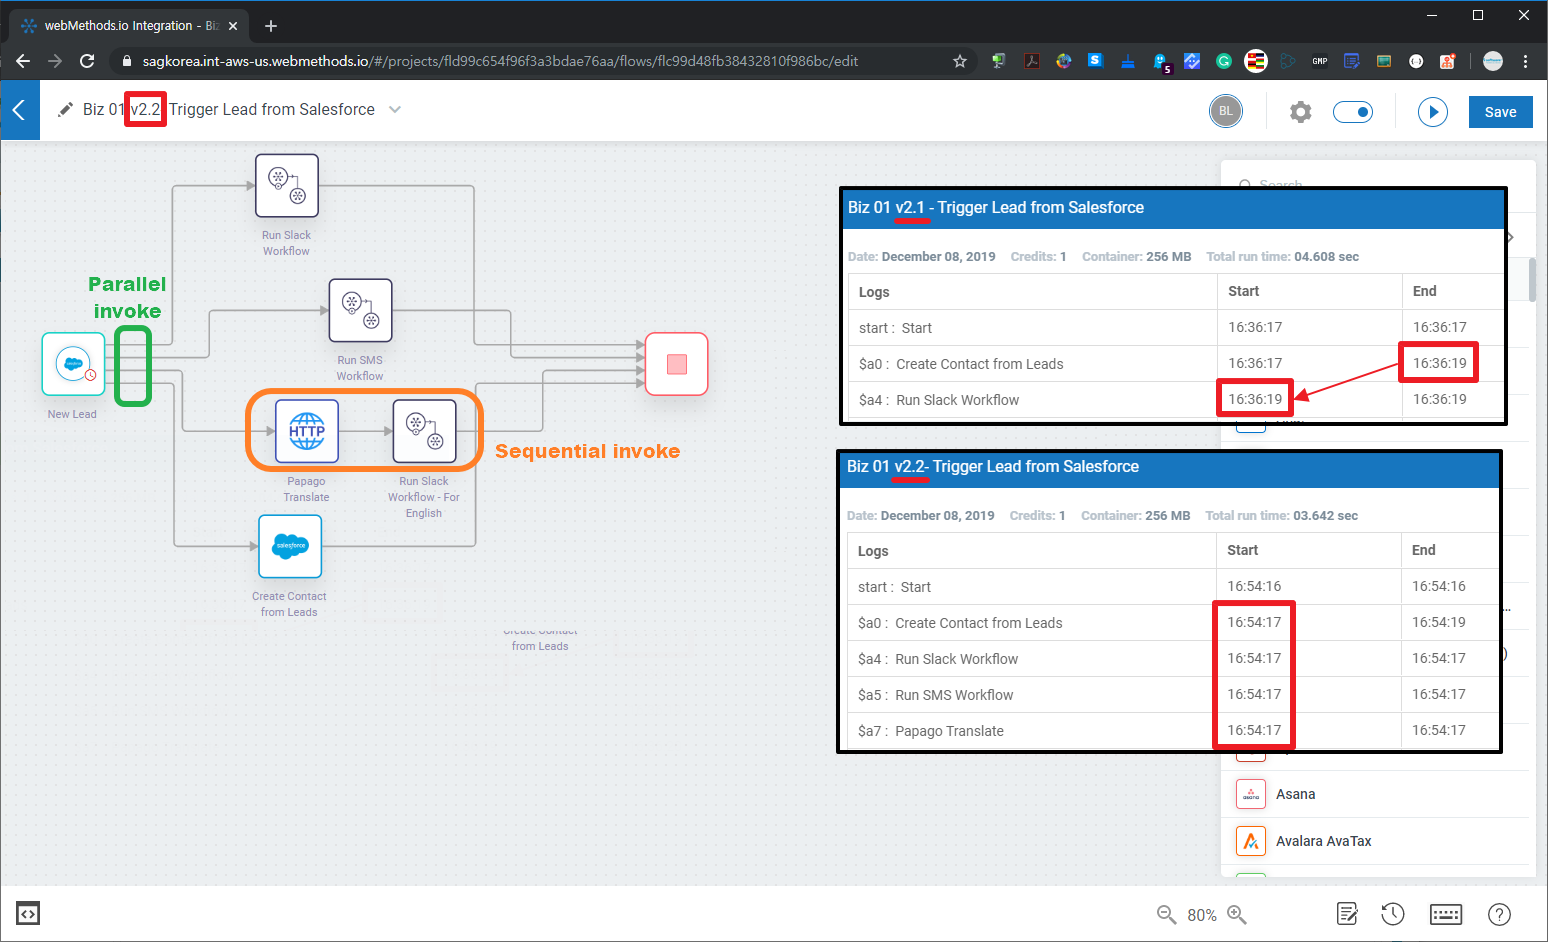 webMethods.io Integration - Biz
sagkorea.int-aws-us.webmethods.io/#/projects/fld99c654f96f3a3bdae76aa/flows/flc99d48fb38432810f986bc/edit
5
GMP
Biz 01 v2.2 Trigger Lead from Salesforce
BL
Save
Run Slack
Workflow
Parallel
invoke
New Lead
Run SMS
Workflow
HTTP
Papago
Translate
Run Slack
Workflow - For
English
Sequential invoke
salesforce
Create Contact
from Leads
Create Contact
from Leads
Search
Biz 01 v2.1 - Trigger Lead from Salesforce
Date: December 08, 2019 Credits: 1 Container: 256 MB Total run time: 04.608 sec
Logs Start End
start : Start 16:36:17 16:36:17
$a0 : Create Contact from Leads 16:36:17 16:36:19
$a4 : Run Slack Workflow 16:36:19 16:36:19
Biz 01 v2.2- Trigger Lead from Salesforce
Date: December 08, 2019 Credits: 1 Container: 256 MB Total run time: 03.642 sec
Logs Start End
start : Start 16:54:16 16:54:16
$a0 : Create Contact from Leads 16:54:17 16:54:19
$a4 : Run Slack Workflow 16:54:17 16:54:17
$a5 : Run SMS Workflow 16:54:17 16:54:17
$a7 : Papago Translate 16:54:17 16:54:17
...
)
asana
Asana
Avalara AvaTax
80%